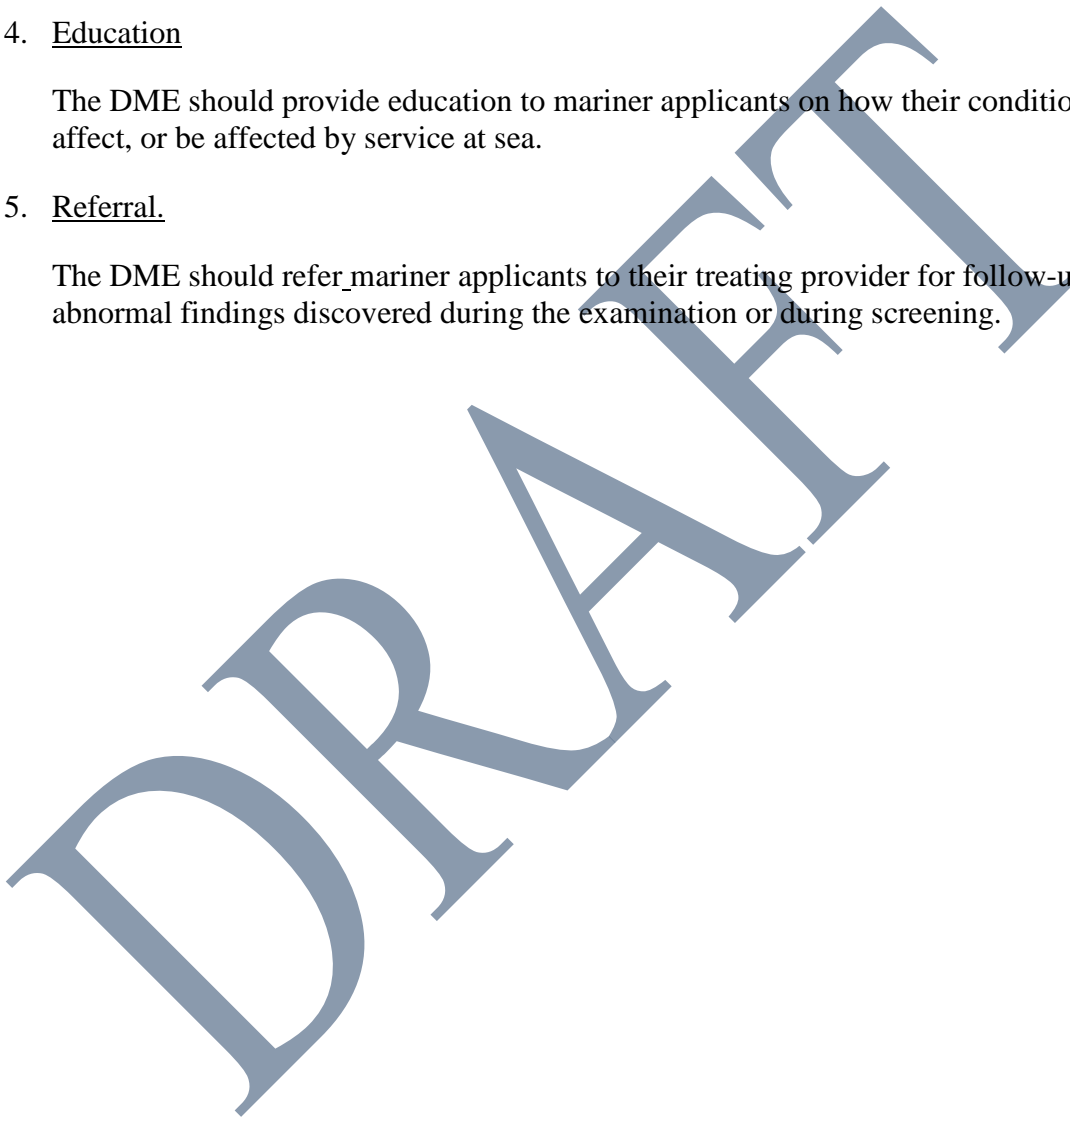 4. Education
The DME should provide education to mariner applicants on how their conditio
affect, or be affected by service at sea.
5. Referral.
The DME should refer mariner applicants to their treating provider for follow-u
abnormal findings discovered during the examination or during screening.
DRAFT